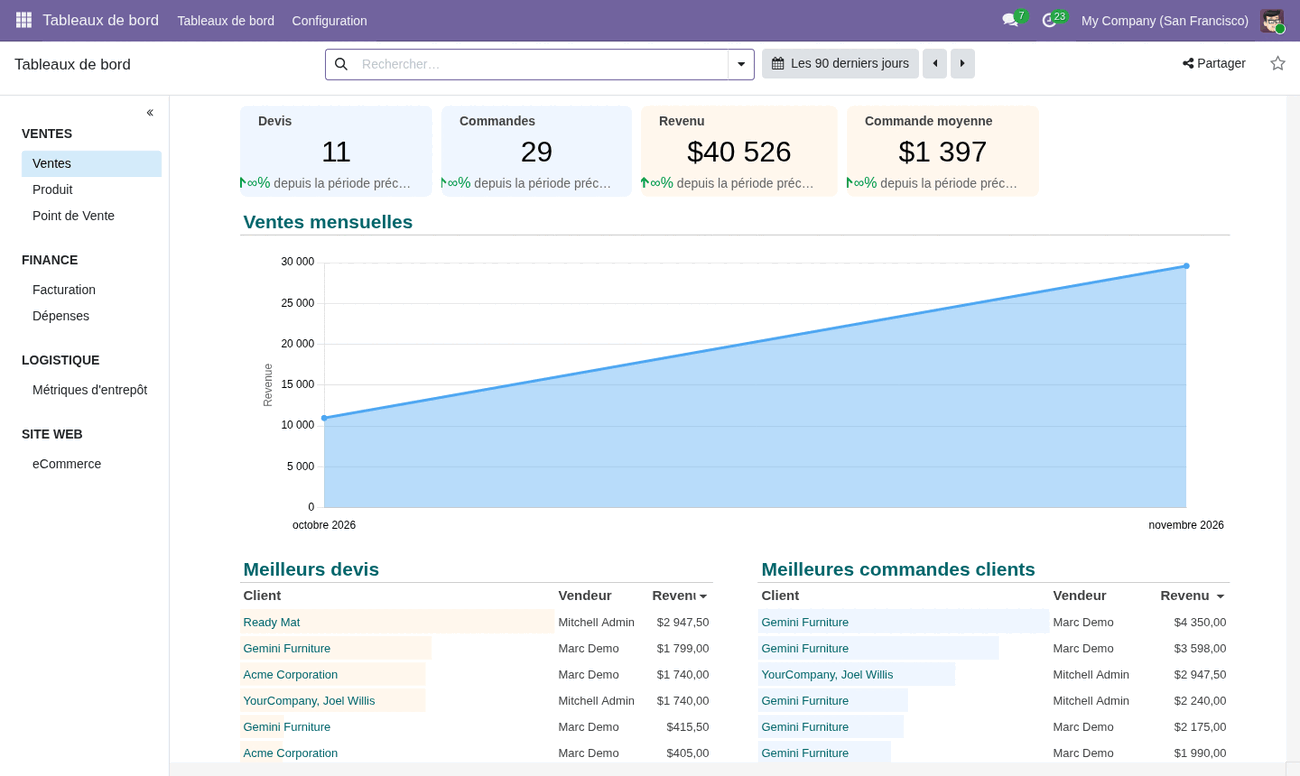 Tableaux de bord Tableaux de bord Configuration 7 23 My Company (San Francisco)
Tableaux de bord Rechercher… Les 90 derniers jours Partager
«
VENTES
Ventes
Produit
Point de Vente
FINANCE
Facturation
Dépenses
LOGISTIQUE
Métriques d'entrepôt
SITE WEB
eCommerce
Devis Commandes Revenu Commande moyenne
11 29 $40 526 $1 397
∞% depuis la période préc… ∞% depuis la période préc… ∞% depuis la période préc… ∞% depuis la période préc…
Ventes mensuelles
30 000
25 000
20 000
15 000
10 000
5 000
0
Revenue
octobre 2026 novembre 2026
Meilleurs devis
Client Vendeur Revenu
Ready Mat Mitchell Admin $2 947,50
Gemini Furniture Marc Demo $1 799,00
Acme Corporation Marc Demo $1 740,00
YourCompany, Joel Willis Mitchell Admin $1 740,00
Gemini Furniture Marc Demo $415,50
Acme Corporation Marc Demo $405,00
Meilleures commandes clients
Client Vendeur Revenu
Gemini Furniture Marc Demo $4 350,00
Gemini Furniture Marc Demo $3 598,00
YourCompany, Joel Willis Mitchell Admin $2 947,50
Gemini Furniture Mitchell Admin $2 240,00
Gemini Furniture Marc Demo $2 175,00
Gemini Furniture Marc Demo $1 990,00